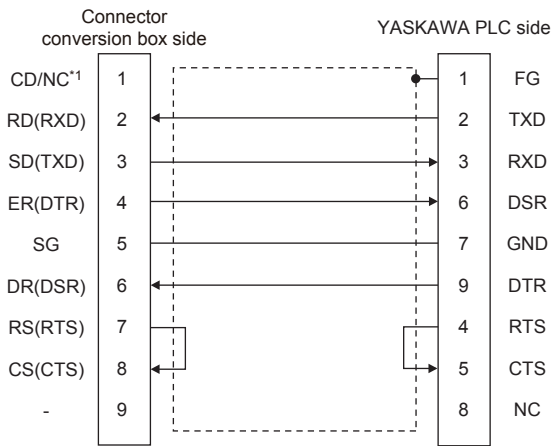 Connector
conversion box side
YASKAWA PLC side
CD/NC*1 1 1 FG
RD(RXD) 2 2 TXD
SD(TXD) 3 3 RXD
ER(DTR) 4 6 DSR
SG 5 7 GND
DR(DSR) 6 9 DTR
RS(RTS) 7 4 RTS
CS(CTS) 8 5 CTS
- 9 8 NC